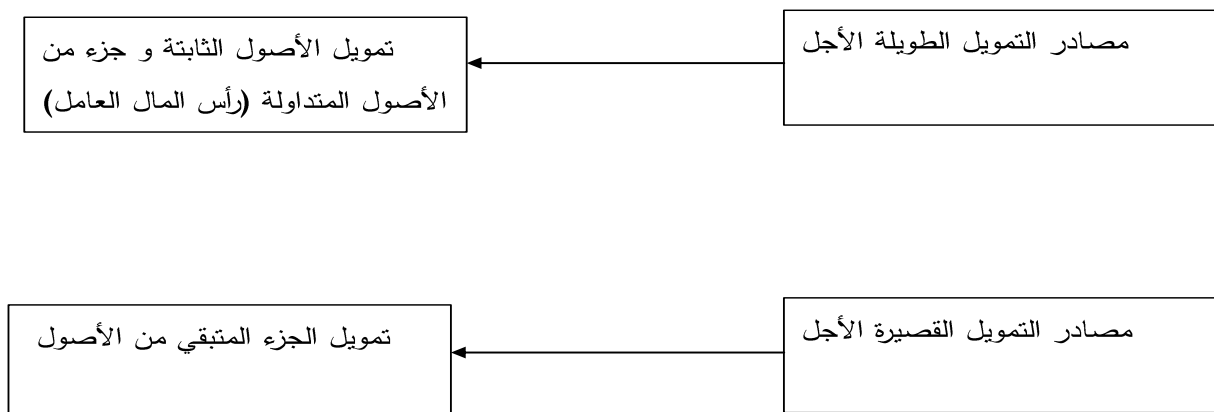 مصادر التمويل الطويلة الأجل
تمويل الأصول الثابتة و جزء من
الأصول المتداولة (رأس المال العامل)
مصادر التمويل القصيرة الأجل
تمويل الجزء المتبقي من الأصول